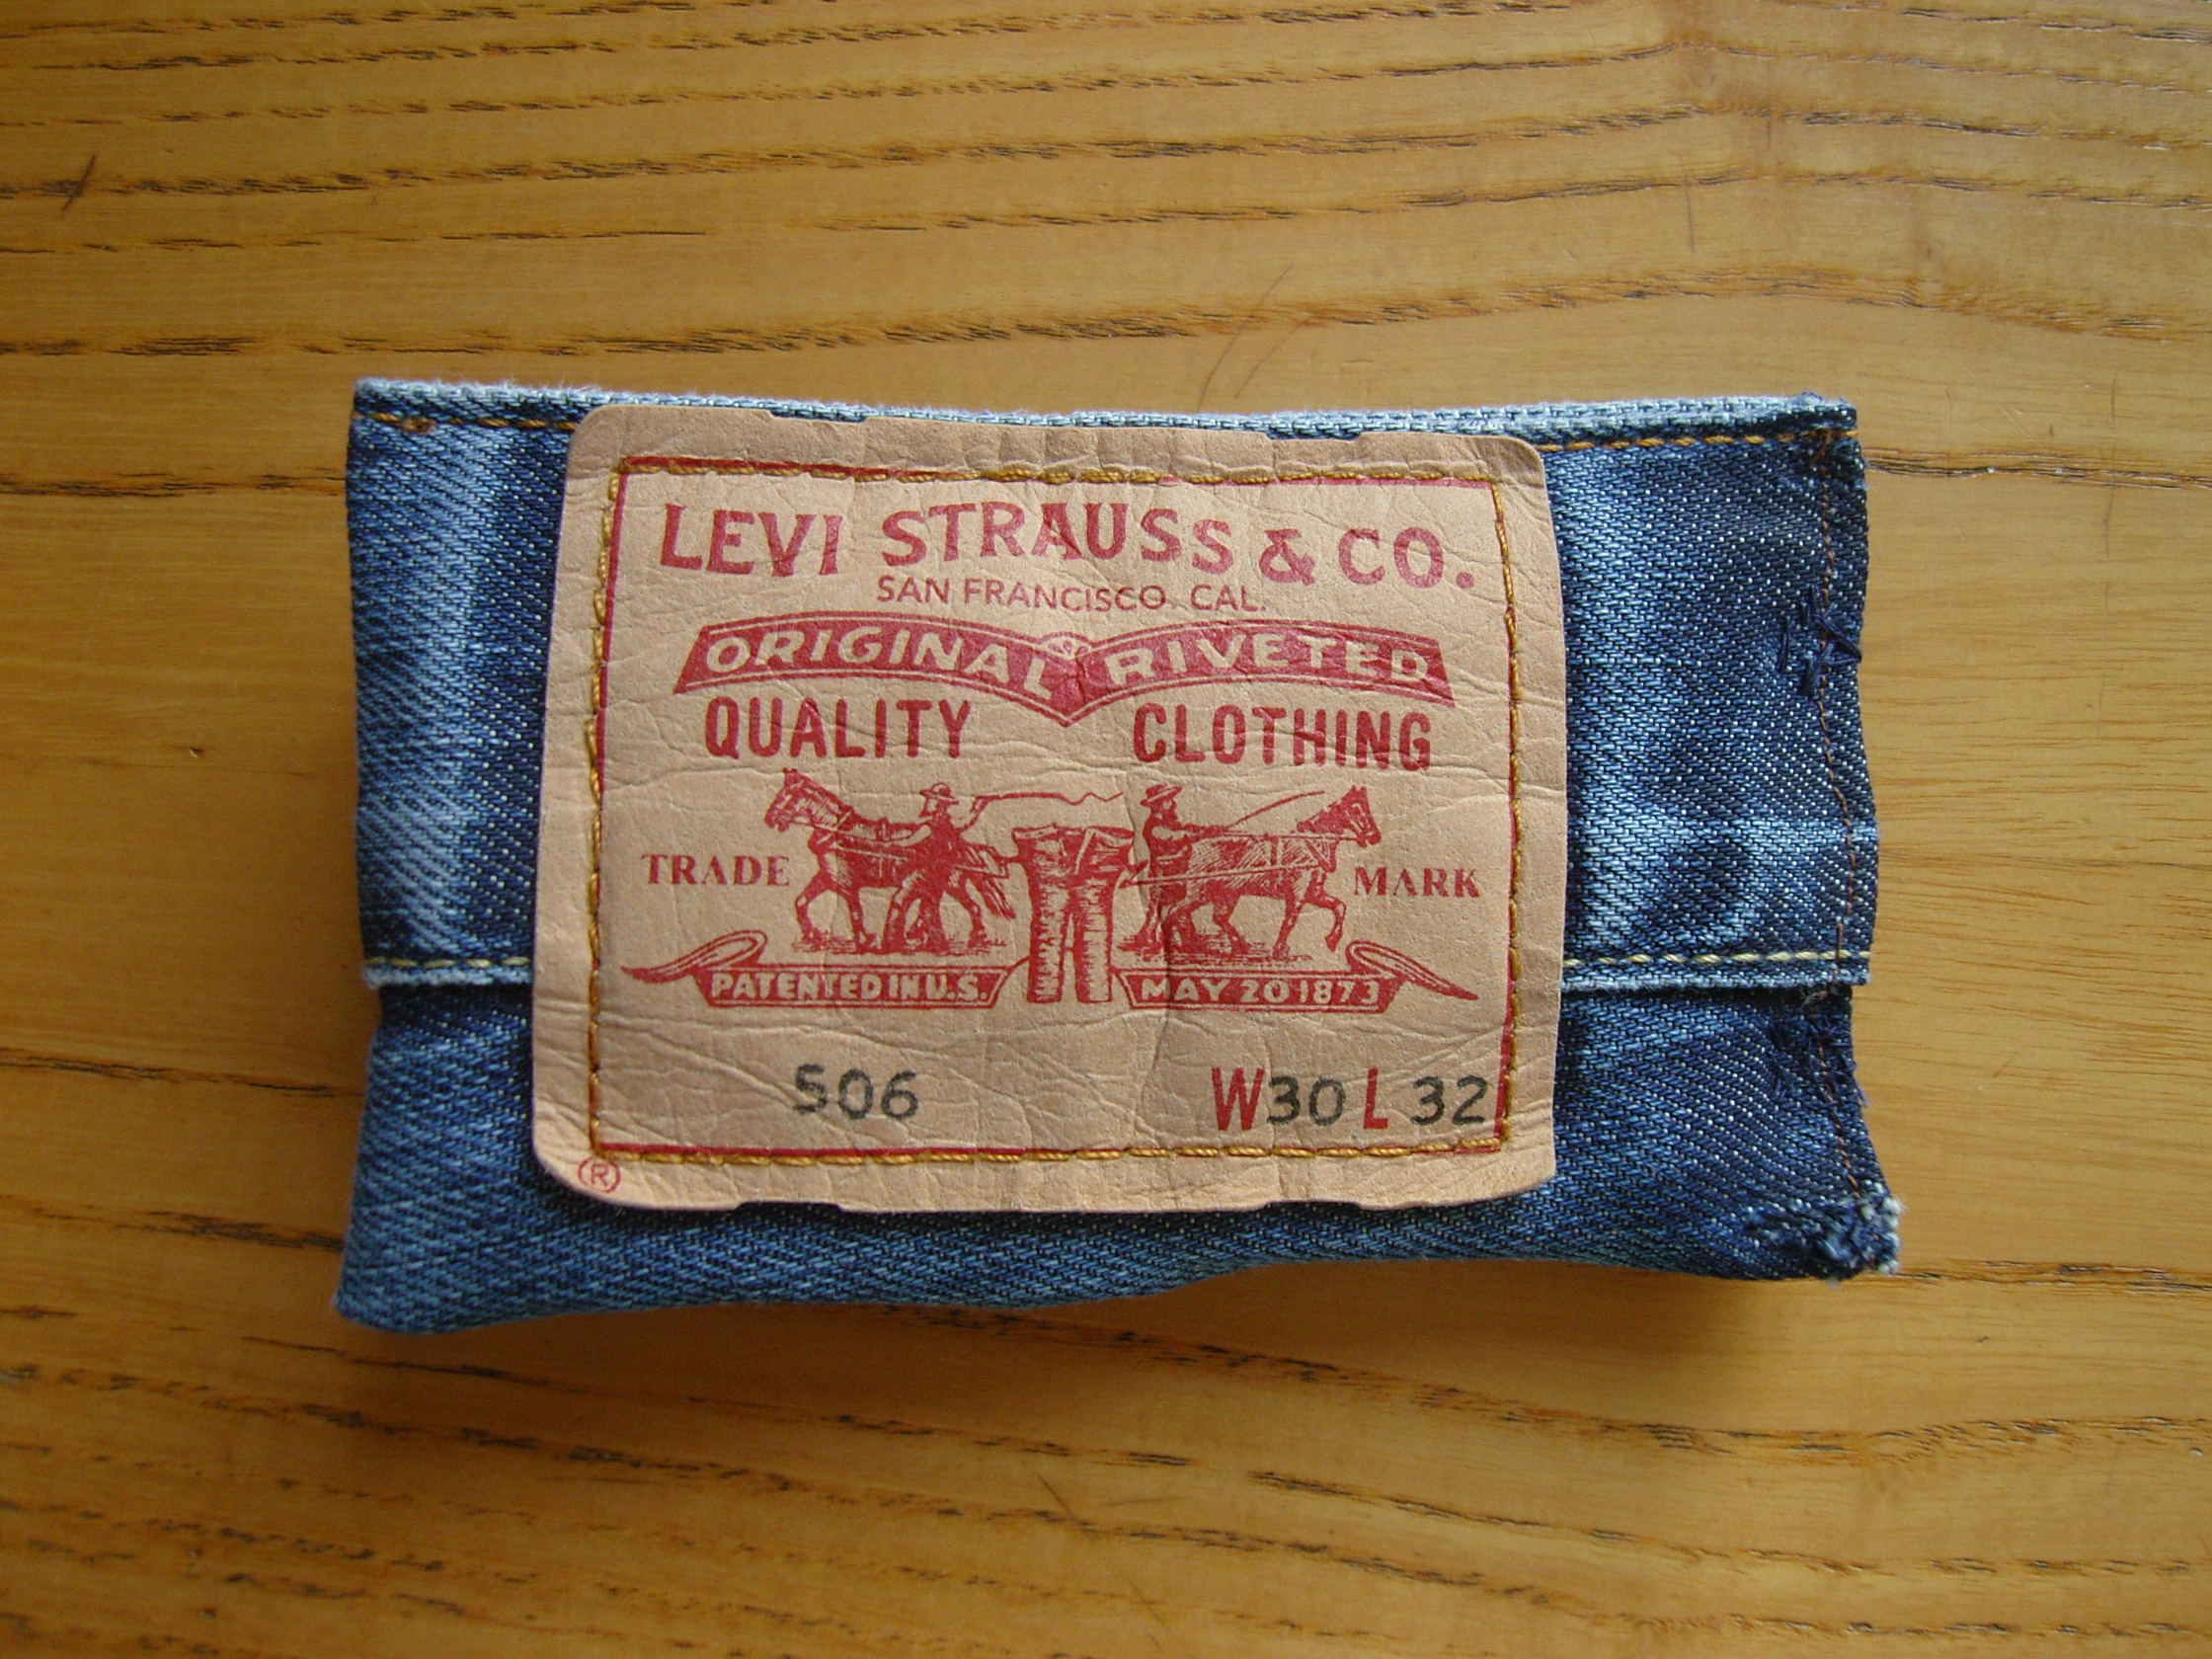 LEVI STRAUSS & CO.
SAN FRANCISCO, CAL.
ORIGINAL RIVETED
QUALITY CLOTHING
TRADE MARK
PATENTED IN U.S. MAY 20 1873
506 W30 L 32
®